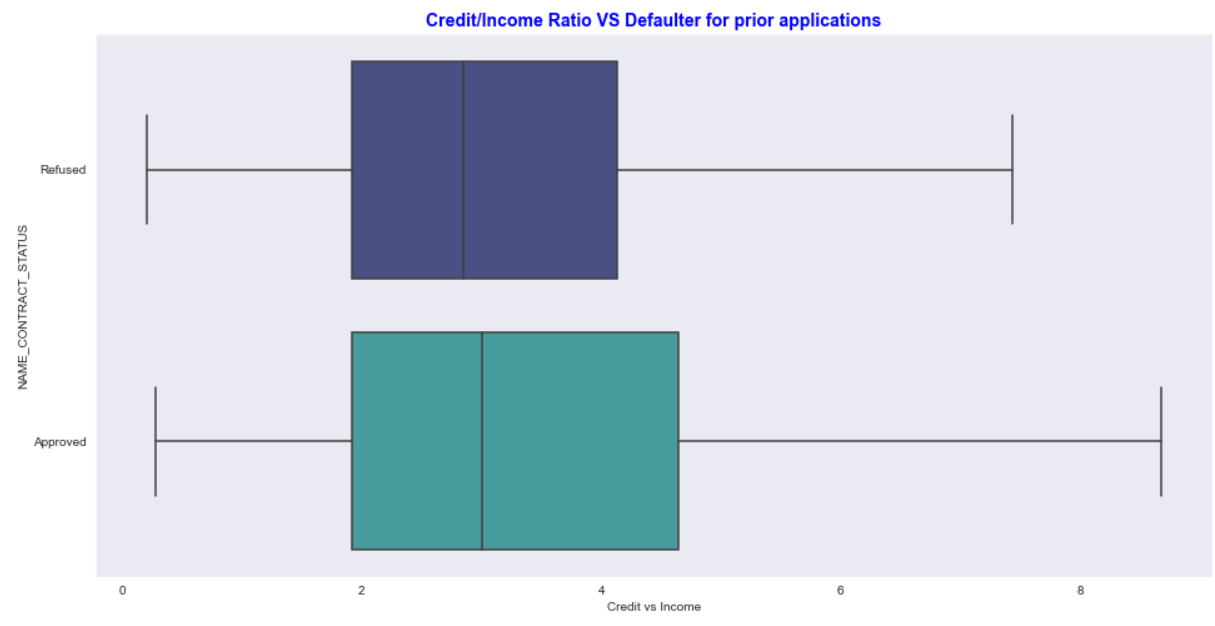 Credit/Income Ratio VS Defaulter for prior applications
NAME_CONTRACT_STATUS
Refused
Approved
0 2 4 6 8
Credit vs Income